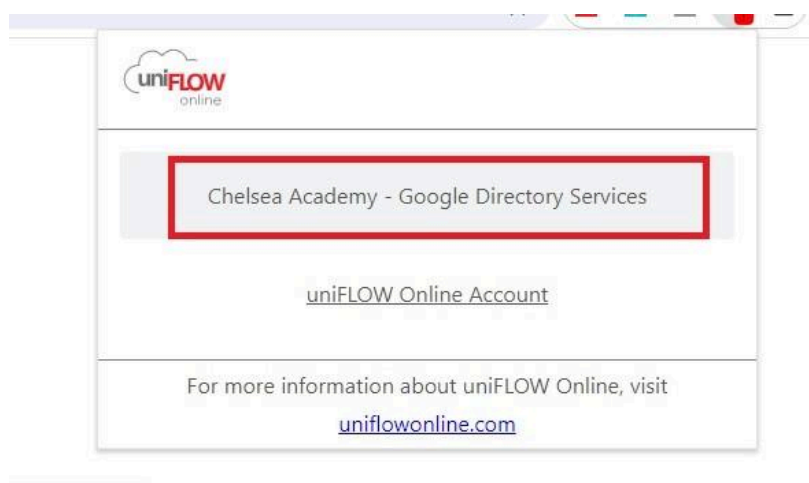 uniFLOW
online
Chelsea Academy - Google Directory Services
uniFLOW Online Account
For more information about uniFLOW Online, visit
uniflowonline.com